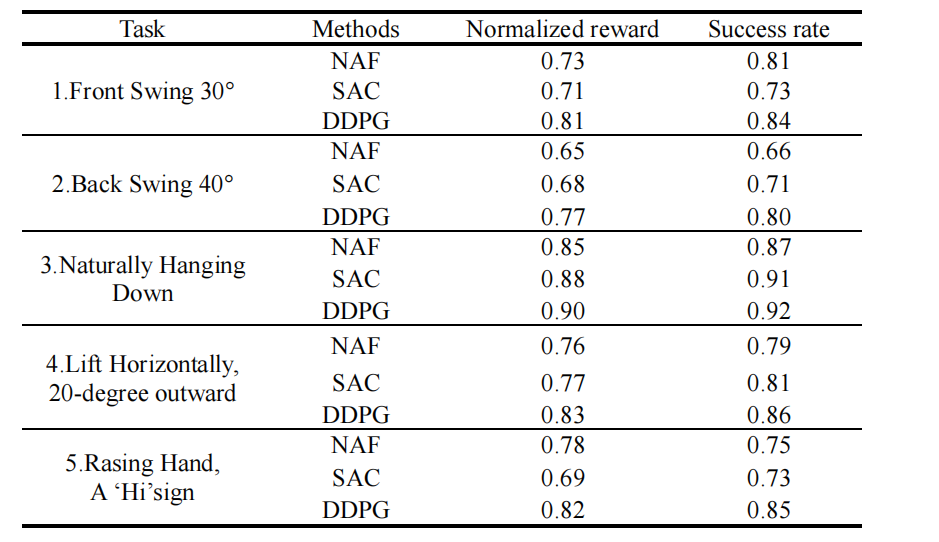 Task Methods Normalized reward Success rate
1.Front Swing 30°
NAF 0.73 0.81
SAC 0.71 0.73
DDPG 0.81 0.84
2.Back Swing 40°
NAF 0.65 0.66
SAC 0.68 0.71
DDPG 0.77 0.80
3.Naturally Hanging
Down
NAF 0.85 0.87
SAC 0.88 0.91
DDPG 0.90 0.92
4.Lift Horizontally,
20-degree outward
NAF 0.76 0.79
SAC 0.77 0.81
DDPG 0.83 0.86
5.Rasing Hand,
A ‘Hi’sign
NAF 0.78 0.75
SAC 0.69 0.73
DDPG 0.82 0.85